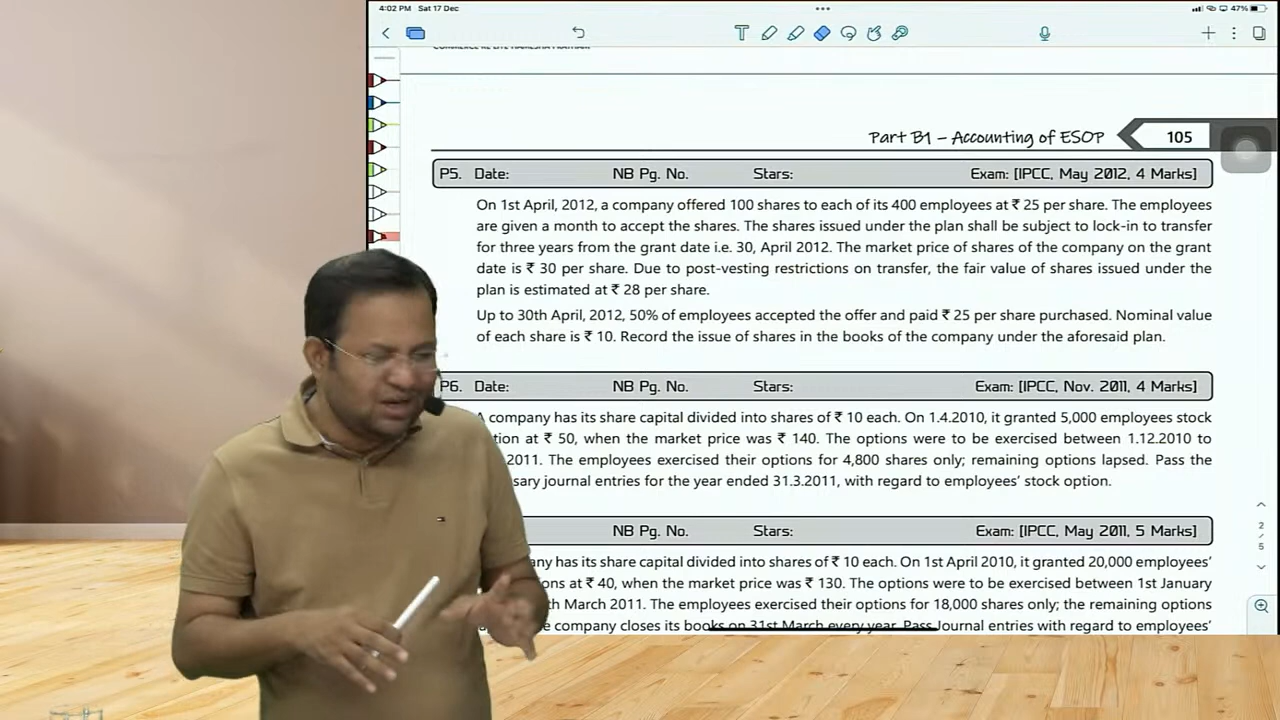 4:02 PM Sat 17 Dec
47%
Part B1 – Accounting of ESOP
105
P5. Date: NB Pg. No. Stars: Exam: [IPCC, May 2012, 4 Marks]
On 1st April, 2012, a company offered 100 shares to each of its 400 employees at ₹ 25 per share. The employees
are given a month to accept the shares. The shares issued under the plan shall be subject to lock-in to transfer
for three years from the grant date i.e. 30, April 2012. The market price of shares of the company on the grant
date is ₹ 30 per share. Due to post-vesting restrictions on transfer, the fair value of shares issued under the
plan is estimated at ₹ 28 per share.
Up to 30th April, 2012, 50% of employees accepted the offer and paid ₹ 25 per share purchased. Nominal value
of each share is ₹ 10. Record the issue of shares in the books of the company under the aforesaid plan.
P6. Date: NB Pg. No. Stars: Exam: [IPCC, Nov. 2011, 4 Marks]
A company has its share capital divided into shares of ₹ 10 each. On 1.4.2010, it granted 5,000 employees stock
tion at ₹ 50, when the market price was ₹ 140. The options were to be exercised between 1.12.2010 to
2011. The employees exercised their options for 4,800 shares only; remaining options lapsed. Pass the
sary journal entries for the year ended 31.3.2011, with regard to employees' stock option.
NB Pg. No. Stars: Exam: [IPCC, May 2011, 5 Marks]
any has its share capital divided into shares of ₹ 10 each. On 1st April 2010, it granted 20,000 employees'
ons at ₹ 40, when the market price was ₹ 130. The options were to be exercised between 1st January
h March 2011. The employees exercised their options for 18,000 shares only; the remaining options
e company closes its books on 31st March every year. Pass Journal entries with regard to employees'
2
/
5